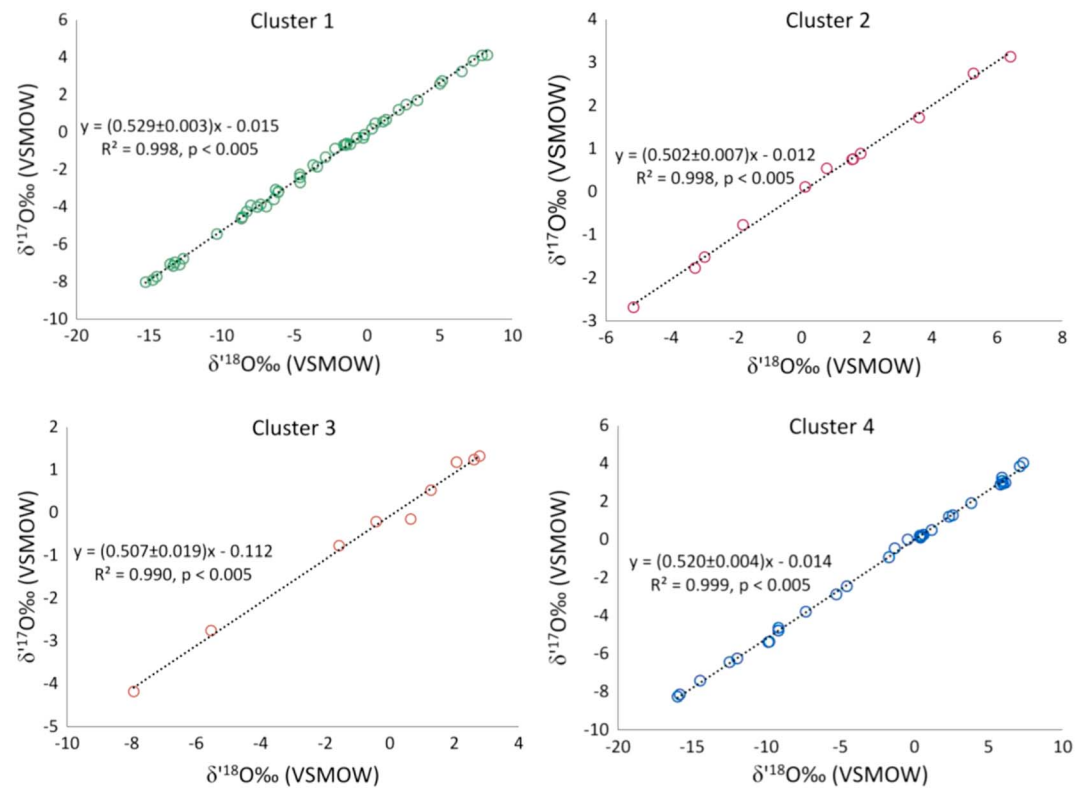 Cluster 1
6
4
2
0
-2
-4
-6
-8
-10
δ'¹⁷O‰ (VSMOW)
y = (0.529±0.003)x - 0.015
R² = 0.998, p < 0.005
-20 -15 -10 -5 0 5 10
δ'¹⁸O‰ (VSMOW)
Cluster 2
4
3
2
1
0
-1
-2
-3
δ'¹⁷O‰ (VSMOW)
y = (0.502±0.007)x - 0.012
R² = 0.998, p < 0.005
-6 -4 -2 0 2 4 6 8
δ'¹⁸O‰ (VSMOW)
Cluster 3
2
1
0
-1
-2
-3
-4
-5
δ'¹⁷O‰ (VSMOW)
y = (0.507±0.019)x - 0.112
R² = 0.990, p < 0.005
-10 -8 -6 -4 -2 0 2 4
δ'¹⁸O‰ (VSMOW)
Cluster 4
6
4
2
0
-2
-4
-6
-8
-10
δ'¹⁷O‰ (VSMOW)
y = (0.520±0.004)x - 0.014
R² = 0.999, p < 0.005
-20 -15 -10 -5 0 5 10
δ'¹⁸O‰ (VSMOW)